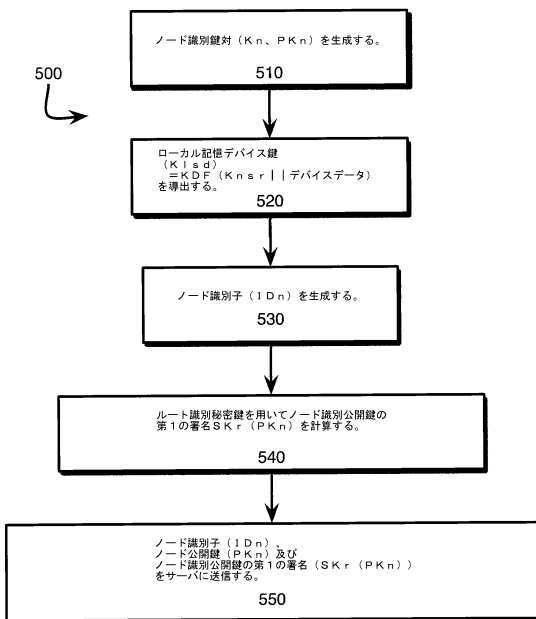 500
ノード識別鍵対（Ｋｎ、ＰＫｎ）を生成する。
510
ローカル記憶デバイス鍵
（Ｋｌｓｄ）
＝ＫＤＦ（Ｋｎｓｒ｜｜デバイスデータ）
を導出する。
520
ノード識別子（ＩＤｎ）を生成する。
530
ルート識別秘密鍵を用いてノード識別公開鍵の
第１の署名ＳＫｒ（ＰＫｎ）を計算する。
540
ノード識別子（ＩＤｎ）、
ノード公開鍵（ＰＫｎ）及び
ノード識別公開鍵の第１の署名（ＳＫｒ（ＰＫｎ））
をサーバに送信する。
550